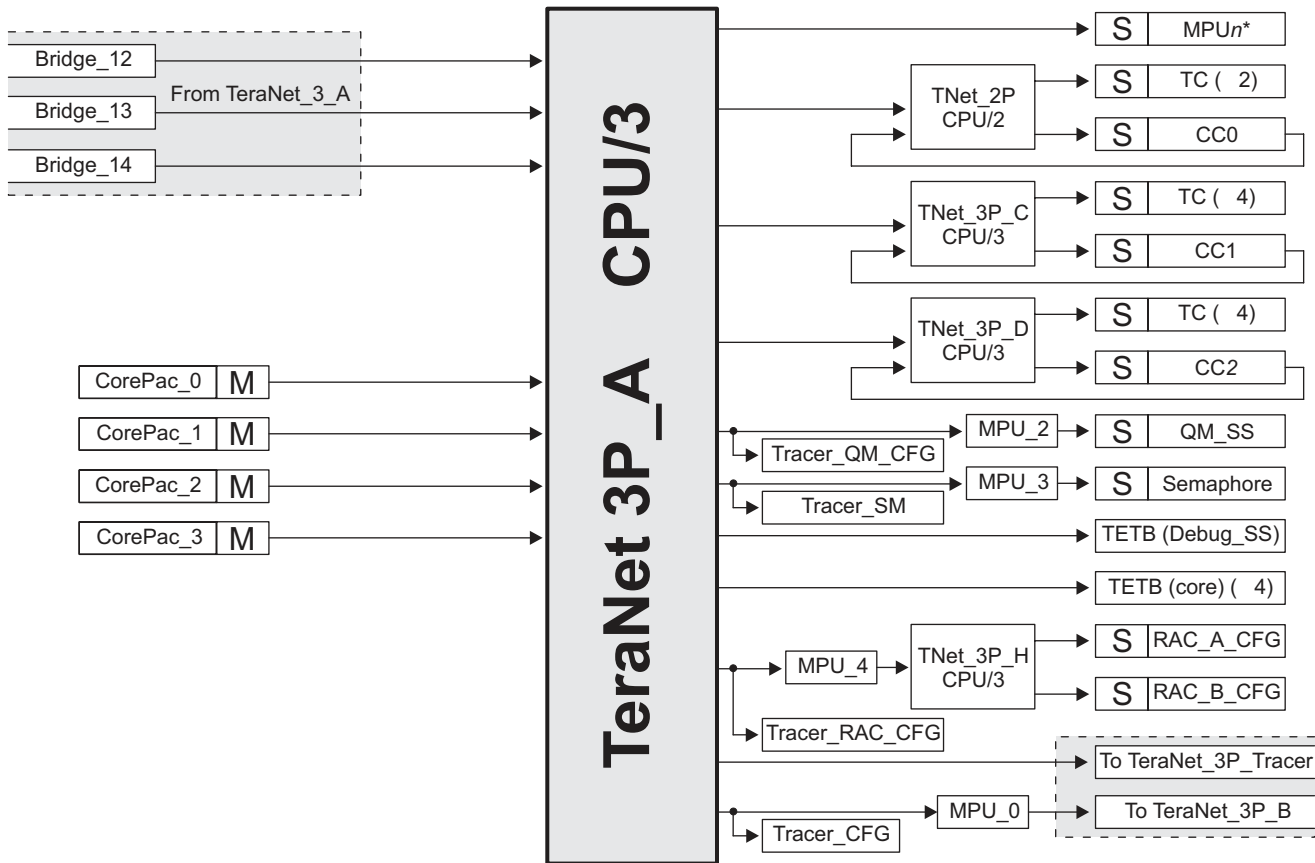 Bridge_12
From TeraNet_3_A
Bridge_13
Bridge_14
CorePac_0 M
CorePac_1 M
CorePac_2 M
CorePac_3 M
TeraNet 3P_A CPU/3
S MPUn*
TNet_2P
CPU/2
S TC ( 2)
S CC0
TNet_3P_C
CPU/3
S TC ( 4)
S CC1
TNet_3P_D
CPU/3
S TC ( 4)
S CC2
MPU_2
S QM_SS
Tracer_QM_CFG
MPU_3
S Semaphore
Tracer_SM
TETB (Debug_SS)
TETB (core) ( 4)
MPU_4
TNet_3P_H
CPU/3
S RAC_A_CFG
S RAC_B_CFG
Tracer_RAC_CFG
To TeraNet_3P_Tracer
MPU_0
To TeraNet_3P_B
Tracer_CFG